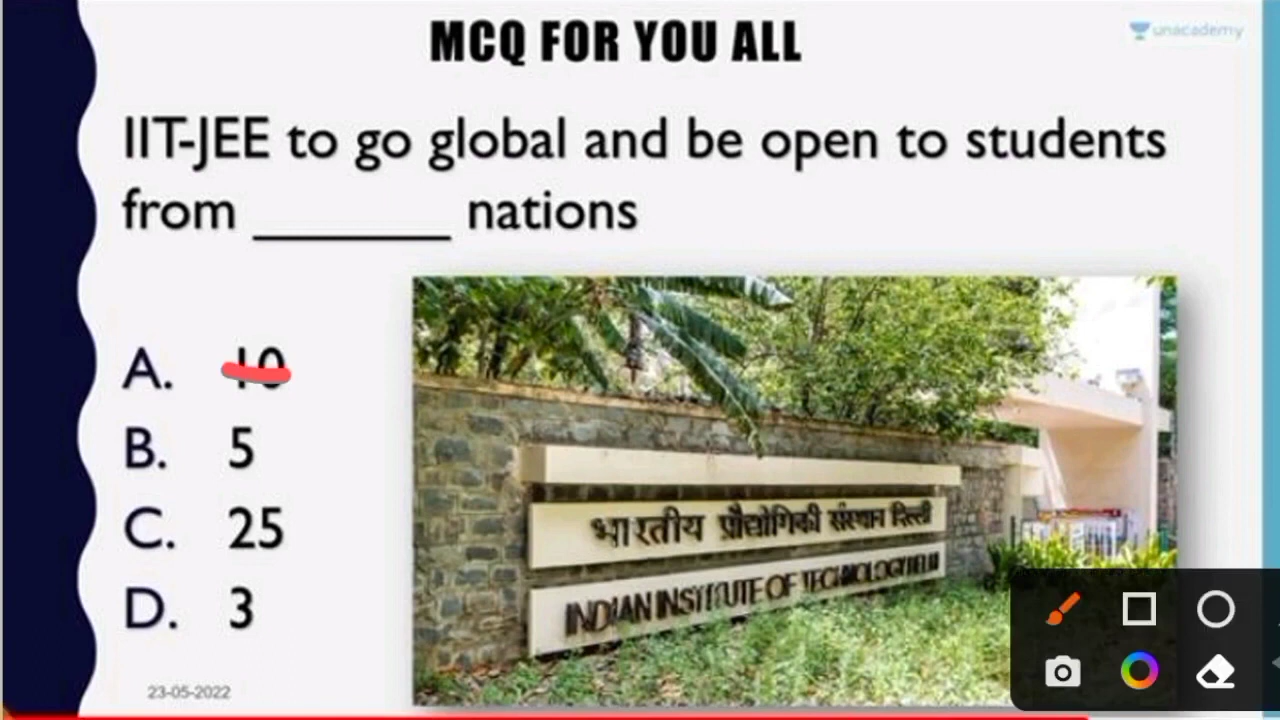 MCQ FOR YOU ALL
unacademy
IIT-JEE to go global and be open to students
from _______ nations
A. 10
B. 5
C. 25
D. 3
भारतीय प्रौद्योगिकी संस्थान दिल्ली
INDIAN INSTITUTE OF TECHNOLOGY DELHI
23-05-2022